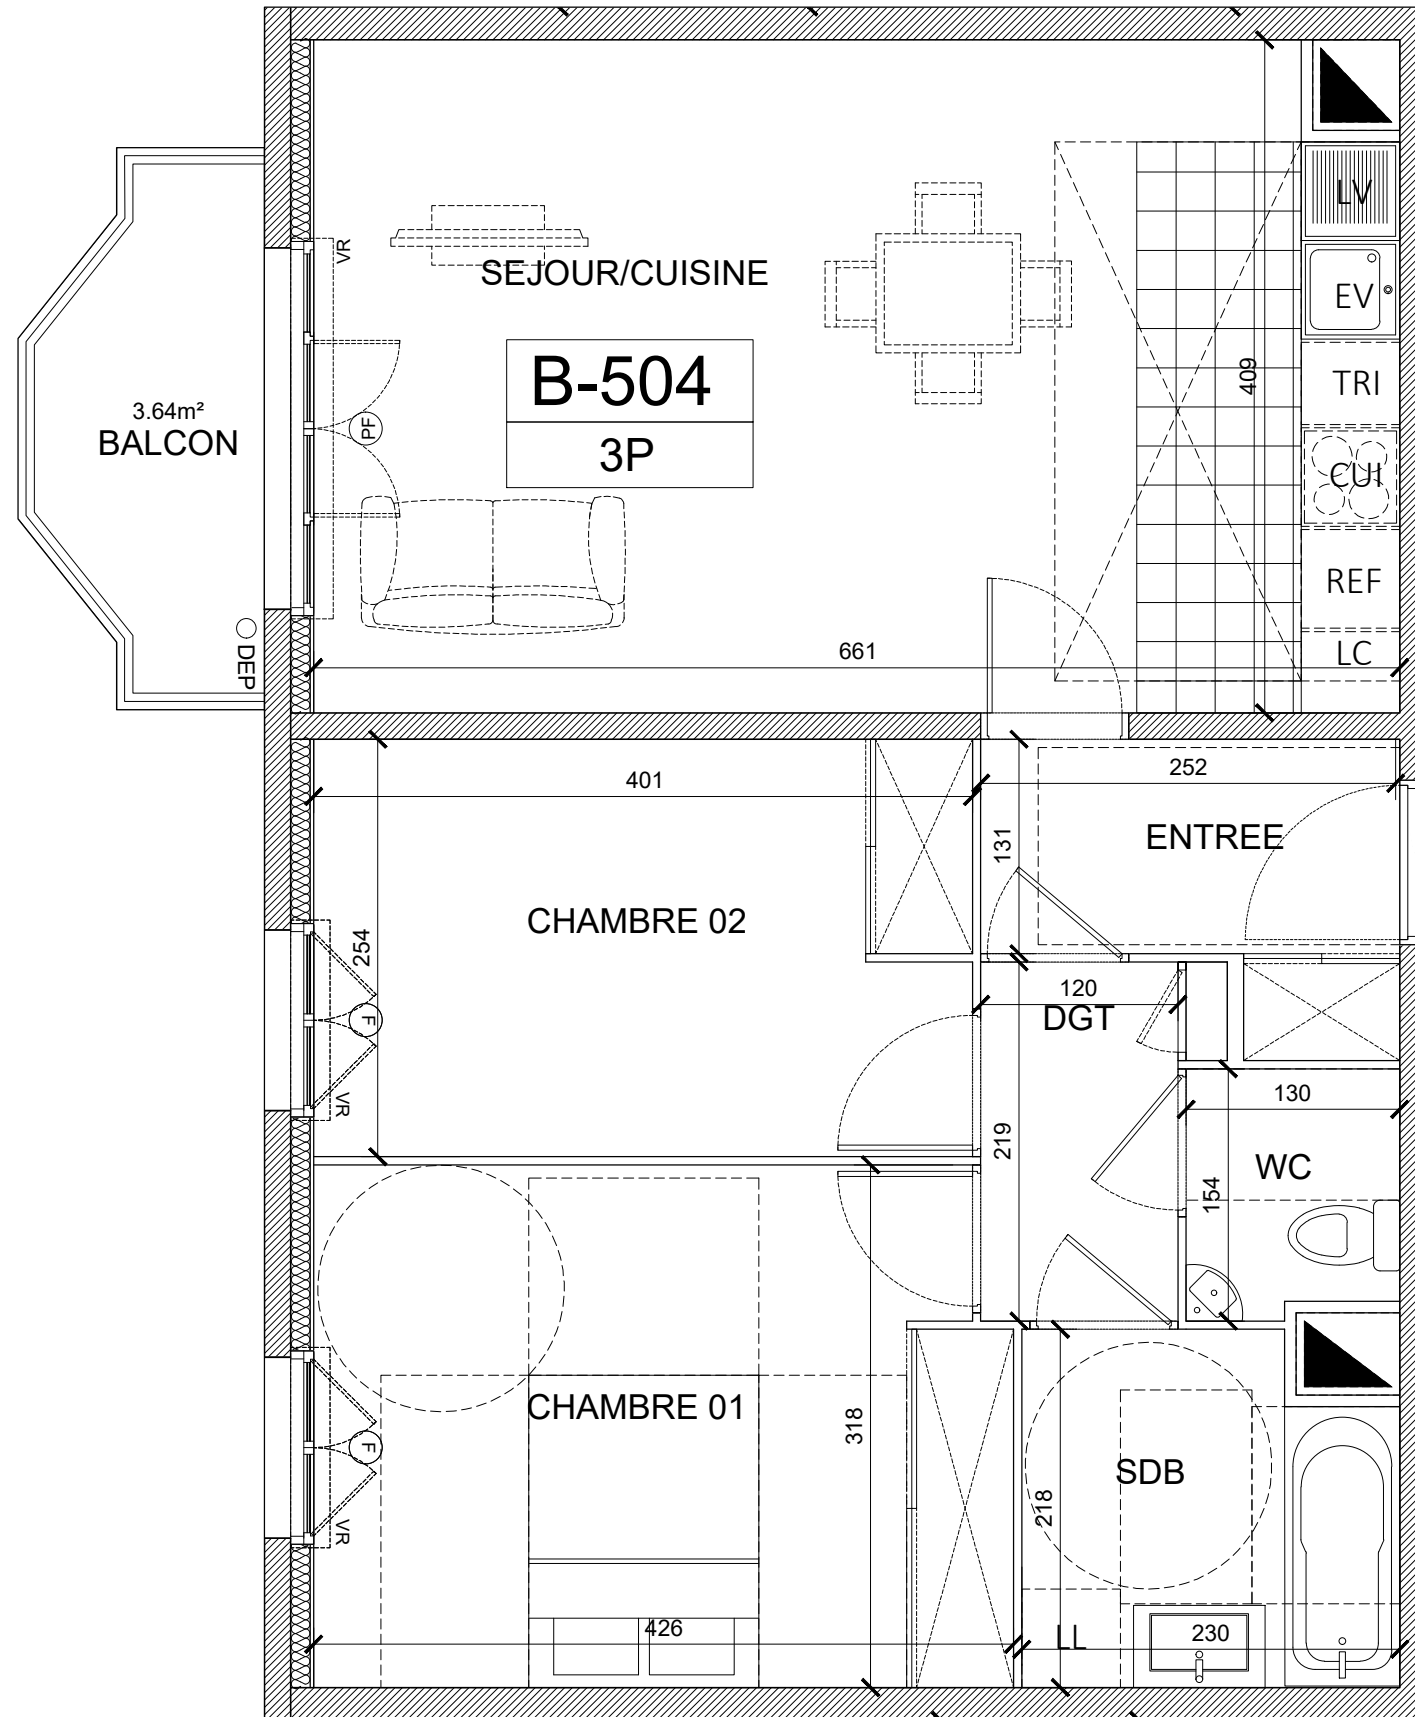 LV
VR
SEJOUR/CUISINE
EV
B-504
409
TRI
3.64m²
BALCON
PF
3P
CUI
REF
DEP
661
LC
401
252
131
ENTREE
CHAMBRE 02
254
120
DGT
F
VR
130
219
WC
154
CHAMBRE 01
318
F
SDB
218
VR
426
LL
230